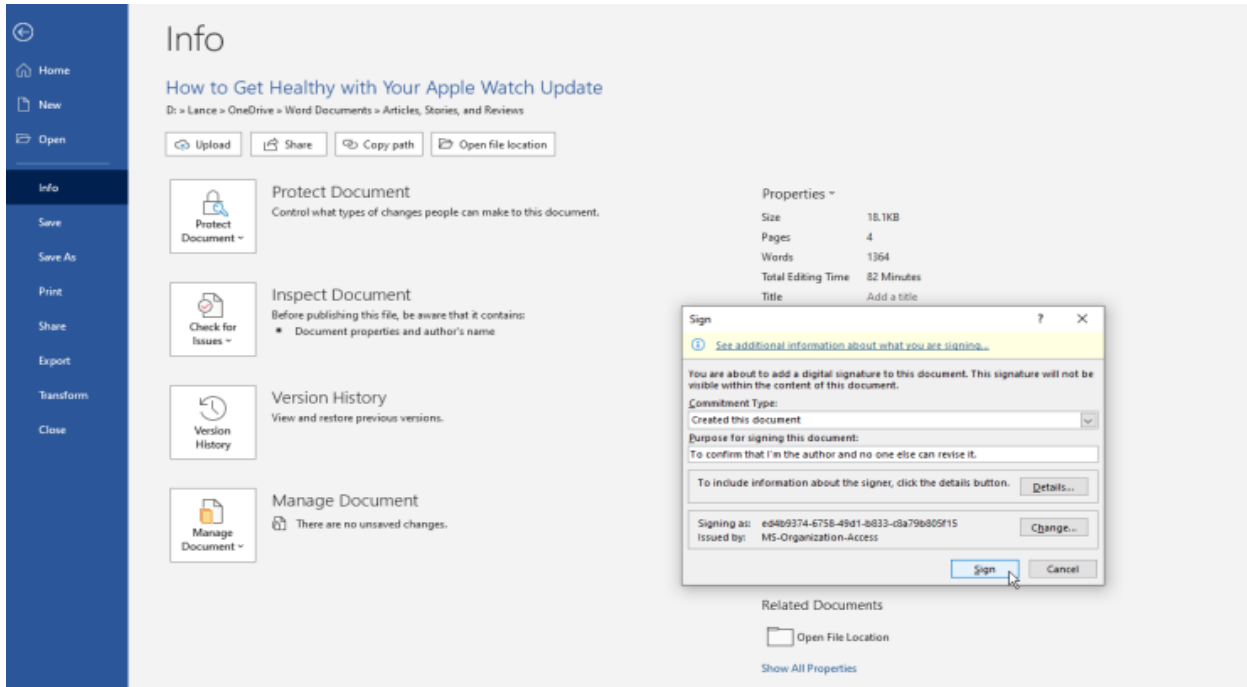 Info
How to Get Healthy with Your Apple Watch Update
D: » Lance » OneDrive » Word Documents » Articles, Stories, and Reviews
Upload
Share
Copy path
Open file location
Home
New
Open
Info
Save
Save As
Print
Share
Export
Transform
Close
Protect
Document
Protect Document
Control what types of changes people can make to this document.
Check for
Issues
Inspect Document
Before publishing this file, be aware that it contains:
Document properties and author's name
Version
History
Version History
View and restore previous versions.
Manage
Document
Manage Document
There are no unsaved changes.
Properties
Size 18.1KB
Pages 4
Words 1364
Total Editing Time 82 Minutes
Title Add a title
Sign ?
See additional information about what you are signing...
You are about to add a digital signature to this document. This signature will not be
visible within the content of this document.
Commitment Type:
Created this document
Purpose for signing this document:
To confirm that I'm the author and no one else can revise it.
To include information about the signer, click the details button.
Details...
Signing as: ed4b9374-6758-49d1-b833-c8a79b805f15
Issued by: MS-Organization-Access
Change...
Sign
Cancel
Related Documents
Open File Location
Show All Properties